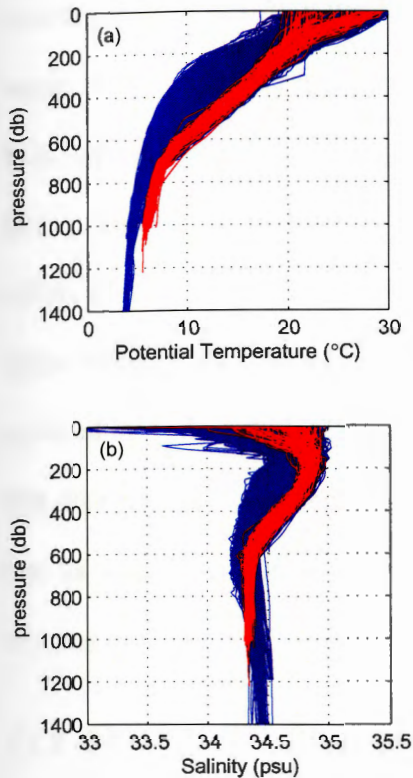 (a)
0
200
400
600
800
1000
1200
1400
pressure (db)
0 10 20 30
Potential Temperature (°C)
(b)
0
200
400
600
800
1000
1200
1400
pressure (db)
33 33.5 34 34.5 35 35.5
Salinity (psu)